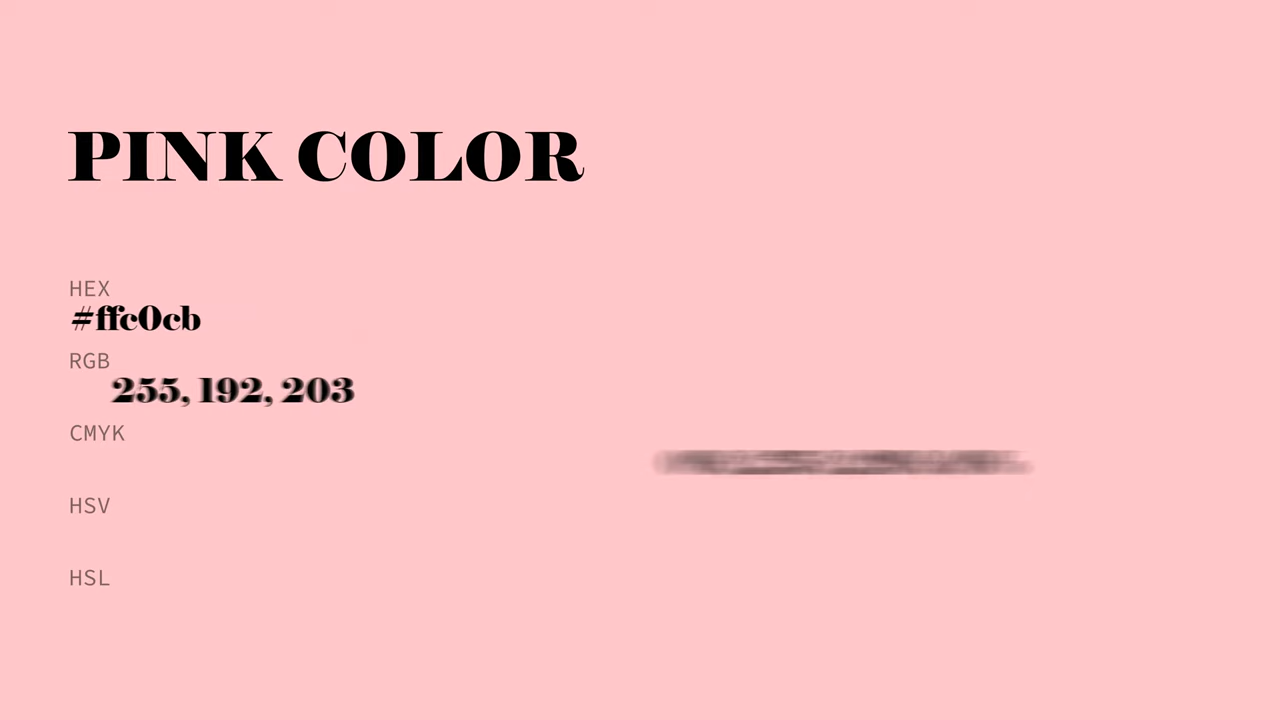 PINK COLOR
HEX
#ffc0cb
RGB
255, 192, 203
CMYK
HSV
HSL